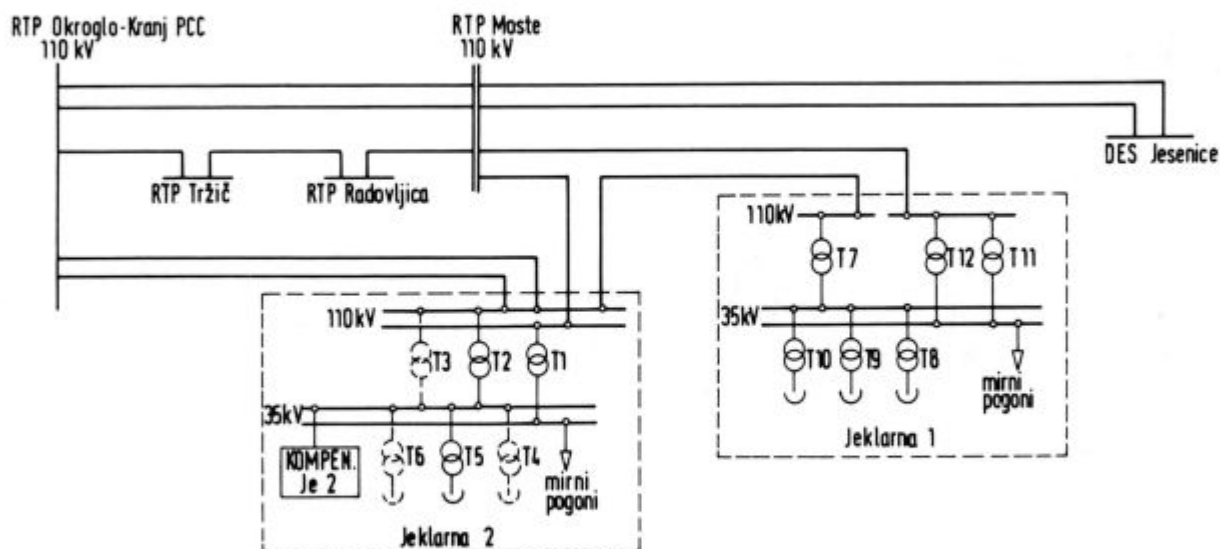 RTP Okroglo-Kranj PCC
110 kV
RTP Moste
110 kV
DES Jesenice
RTP Tržič
RTP Radovljica
110kV
T7
T12
T11
35kV
T10
T9
T8
mirni
pogoni
Jeklarna 1
110kV
T3
T2
T1
35kV
KOMPEN.
Je 2
T6
T5
T4
mirni
pogoni
Jeklarna 2